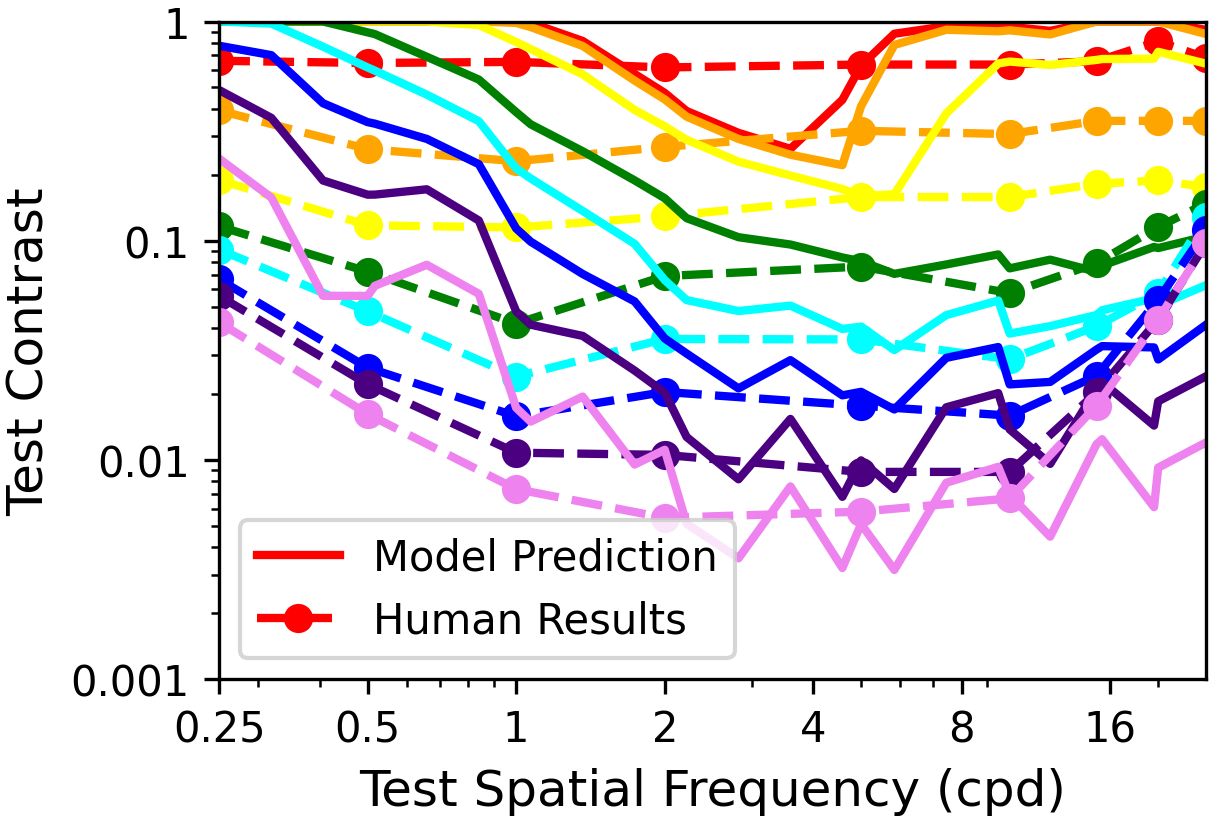 1
0.1
0.01
0.001
Test Contrast
Model Prediction
Human Results
0.25 0.5 1 2 4 8 16
Test Spatial Frequency (cpd)